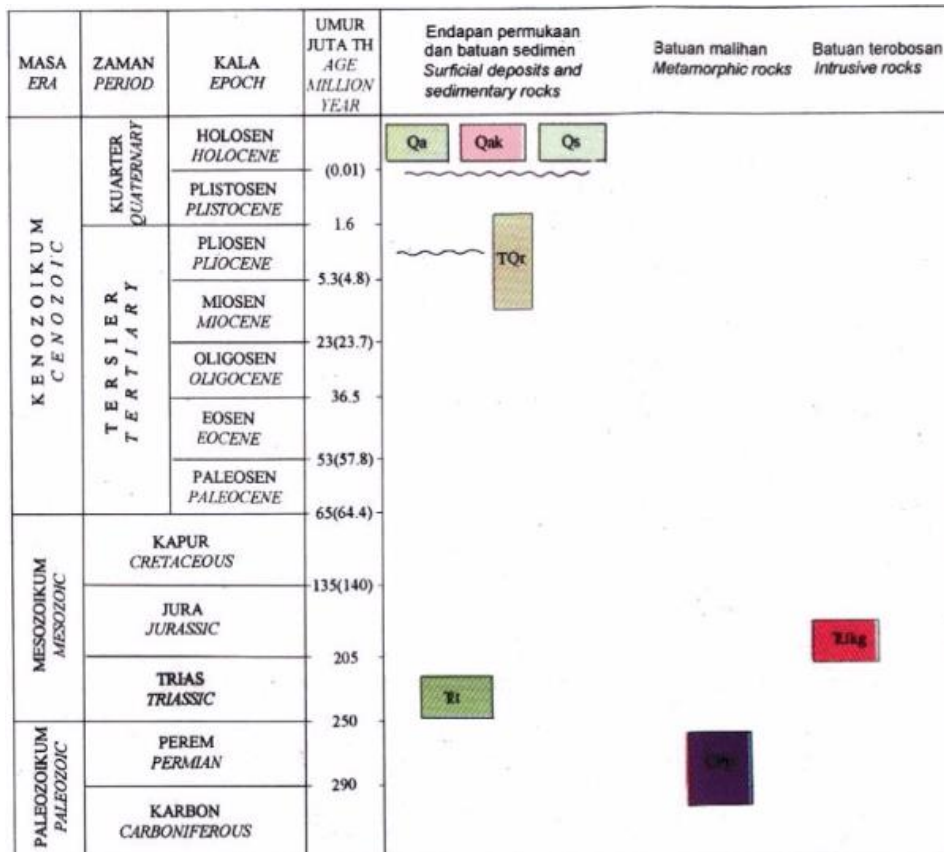 MASA
ERA
ZAMAN
PERIOD
KALA
EPOCH
UMUR
JUTA TH
AGE
MILLION
YEAR
Endapan permukaan
dan batuan sedimen
Surficial deposits and
sedimentary rocks
Batuan malihan
Metamorphic rocks
Batuan terobosan
Intrusive rocks
KENOZOIKUM
CENOZOIC
KUARTER
QUATERNARY
HOLOSEN
HOLOCENE
Qa
Qak
Qs
(0.01)
PLISTOSEN
PLISTOCENE
1.6
TERSIER
TERTIARY
PLIOSEN
PLIOCENE
TQr
5.3(4.8)
MIOSEN
MIOCENE
23(23.7)
OLIGOSEN
OLIGOCENE
36.5
EOSEN
EOCENE
53(57.8)
PALEOSEN
PALEOCENE
65(64.4)
MESOZOIKUM
MESOZOIC
KAPUR
CRETACEOUS
135(140)
JURA
JURASSIC
205
TRIAS
TRIASSIC
250
PALEOZOIKUM
PALEOZOIC
PEREM
PERMIAN
290
KARBON
CARBONIFEROUS